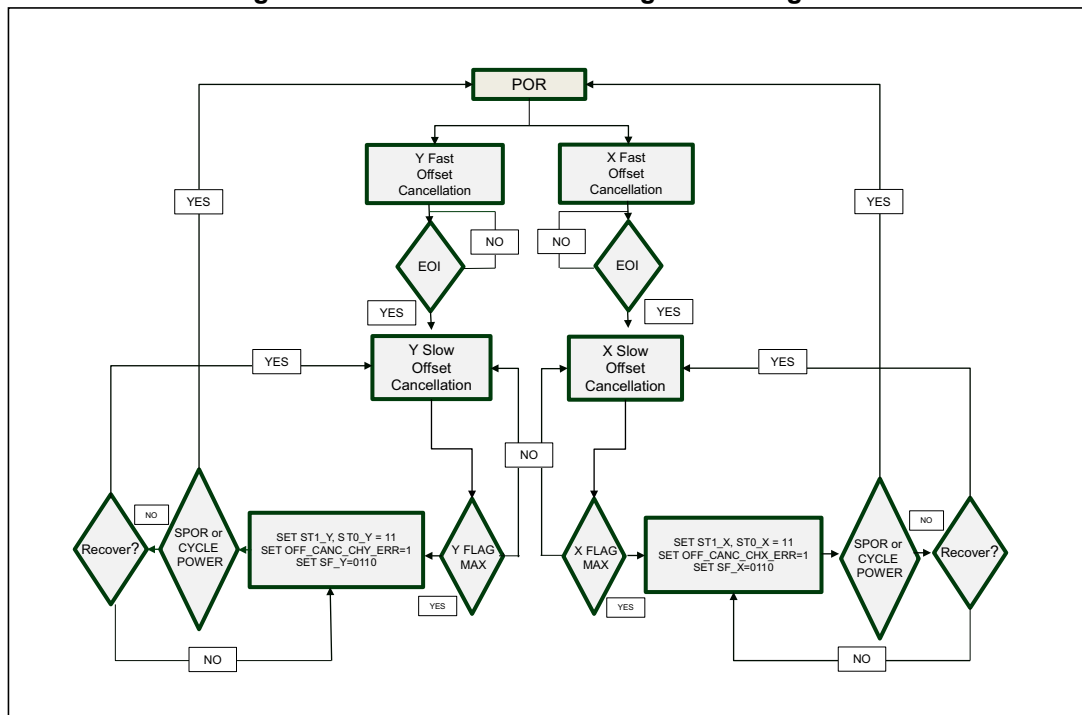 POR
Y Fast
Offset
Cancellation
X Fast
Offset
Cancellation
YES
YES
NO
NO
EOI
EOI
YES
YES
Y Slow
Offset
Cancellation
X Slow
Offset
Cancellation
YES
YES
NO
SET ST1_Y, ST0_Y = 11
SET OFF_CANC_CHY_ERR=1
SET SF_Y=0110
SET ST1_X, ST0_X = 11
SET OFF_CANC_CHX_ERR=1
SET SF_X=0110
Recover?
NO
SPOR or
CYCLE
POWER
Y FLAG
MAX
X FLAG
MAX
SPOR or
CYCLE
POWER
NO
Recover?
YES
YES
NO
NO